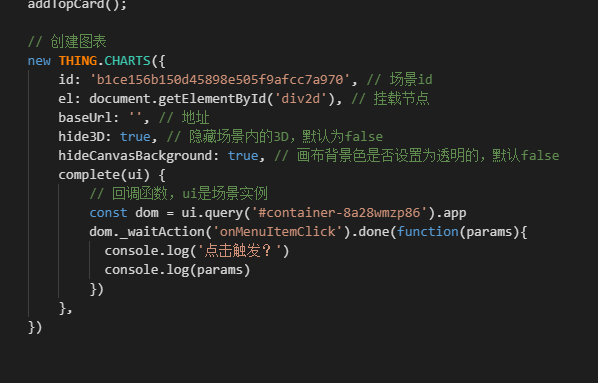 addTopCard();
// 创建图表
new THING.CHARTS({
id: 'b1ce156b150d45898e505f9afcc7a970', // 场景id
el: document.getElementById('div2d'), // 挂载节点
baseUrl: '', // 地址
hide3D: true, // 隐藏场景内的3D，默认为false
hideCanvasBackground: true, // 画布背景色是否设置为透明的，默认false
complete(ui) {
// 回调函数，ui是场景实例
const dom = ui.query('#container-8a28wmzp86').app
dom._waitAction('onMenuItemClick').done(function(params){
console.log('点击触发？')
console.log(params)
})
},
})